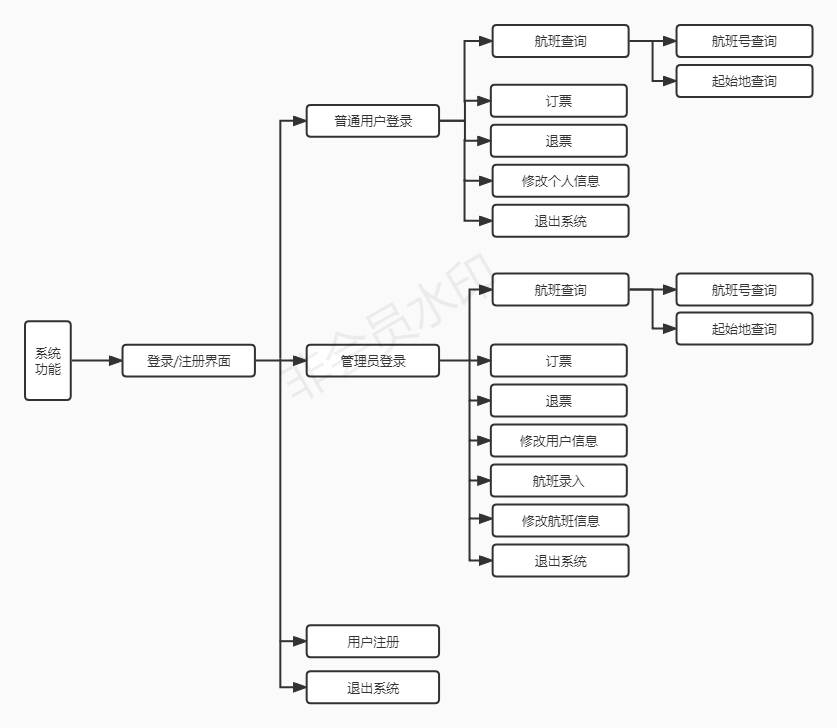 航班查询
航班号查询
起始地查询
订票
普通用户登录
退票
修改个人信息
退出系统
航班查询
航班号查询
起始地查询
系统
功能
登录/注册界面
管理员登录
订票
退票
修改用户信息
航班录入
修改航班信息
退出系统
用户注册
退出系统
非会员水印